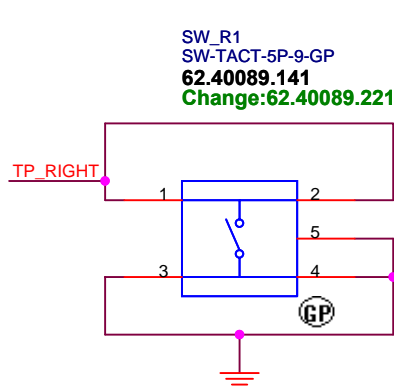 SW_R1
SW-TACT-5P-9-GP
62.40089.141
Change:62.40089.221
TP_RIGHT
1
2
5
3
4
GP